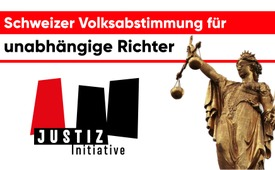 Schweizer Volksabstimmung für
unabhängige Richter
JUSTIZ
Initiative